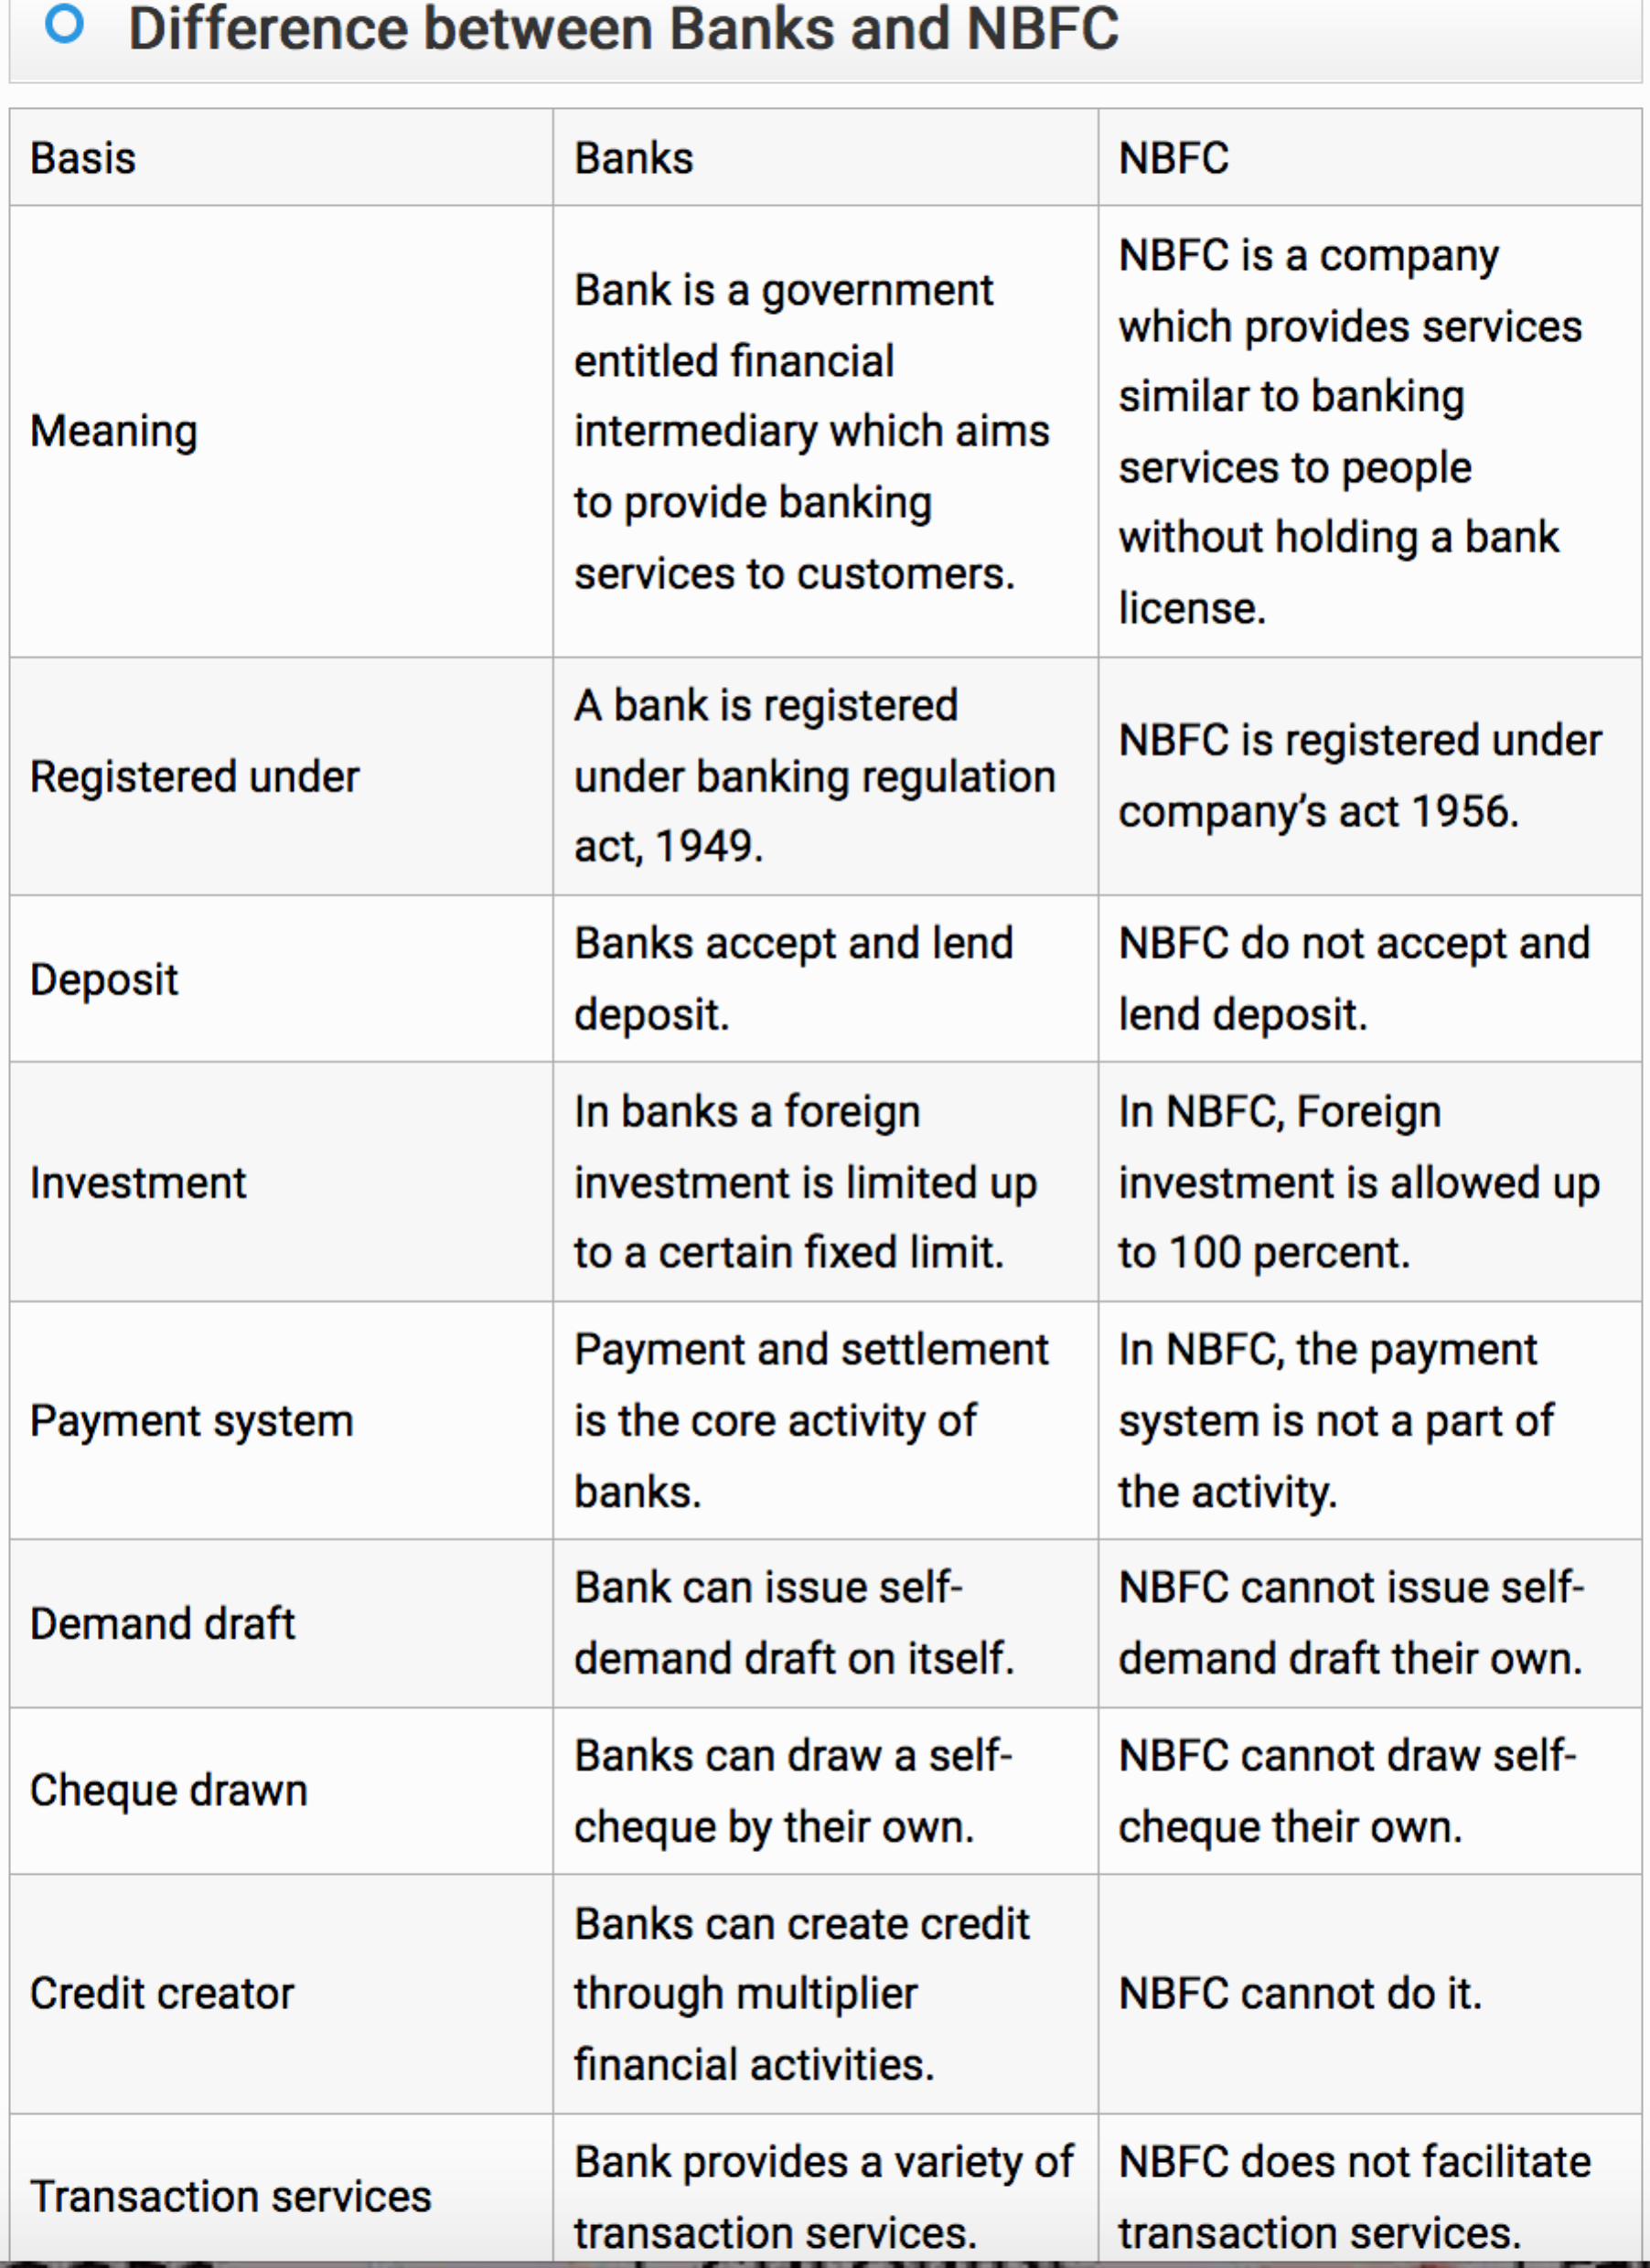 Difference between Banks and NBFC
Basis
Banks
NBFC
Meaning
Bank is a government
entitled financial
intermediary which aims
to provide banking
services to customers.
NBFC is a company
which provides services
similar to banking
services to people
without holding a bank
license.
Registered under
A bank is registered
under banking regulation
act, 1949.
NBFC is registered under
company’s act 1956.
Deposit
Banks accept and lend
deposit.
NBFC do not accept and
lend deposit.
Investment
In banks a foreign
investment is limited up
to a certain fixed limit.
In NBFC, Foreign
investment is allowed up
to 100 percent.
Payment system
Payment and settlement
is the core activity of
banks.
In NBFC, the payment
system is not a part of
the activity.
Demand draft
Bank can issue self-
demand draft on itself.
NBFC cannot issue self-
demand draft their own.
Cheque drawn
Banks can draw a self-
cheque by their own.
NBFC cannot draw self-
cheque their own.
Credit creator
Banks can create credit
through multiplier
financial activities.
NBFC cannot do it.
Transaction services
Bank provides a variety of
transaction services.
NBFC does not facilitate
transaction services.